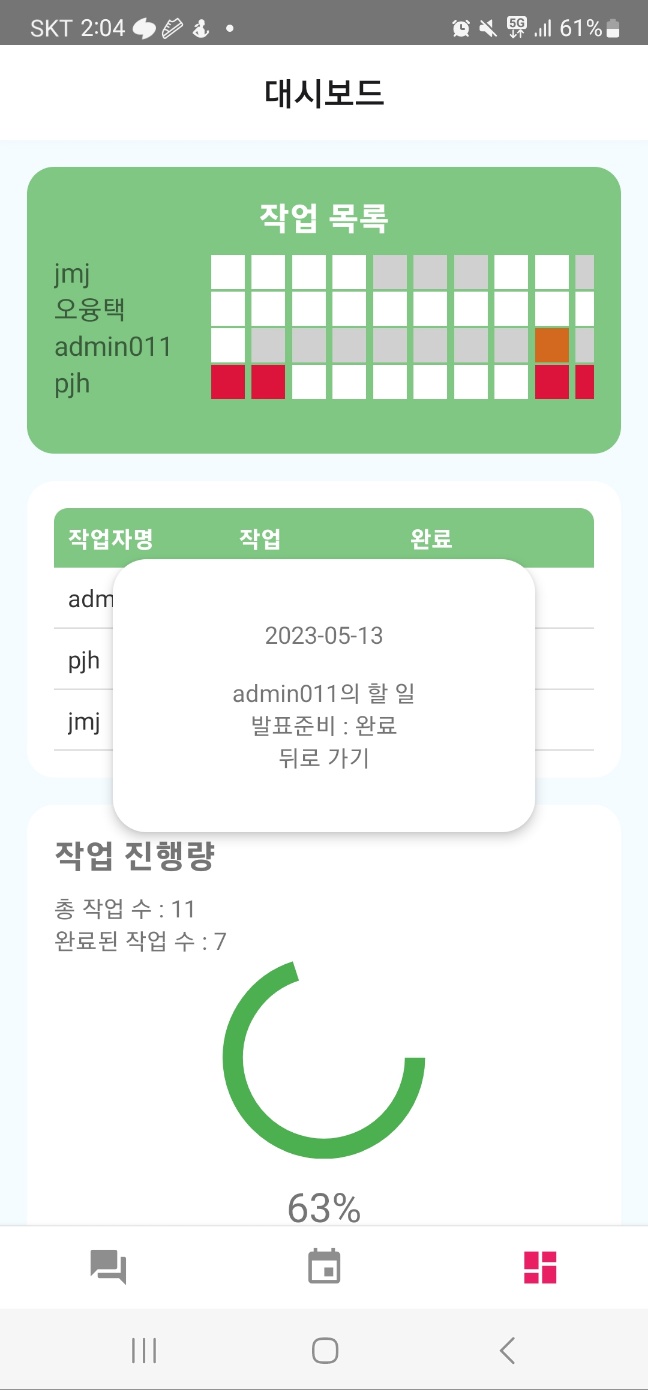 SKT 2:04 5G 61%
대시보드
작업 목록
jmj
오융택
admin011
pjh
작업자명 작업 완료
adm
pjh
jmj
2023-05-13
admin011의 할 일
발표준비 : 완료
뒤로 가기
작업 진행량
총 작업 수 : 11
완료된 작업 수 : 7
63%